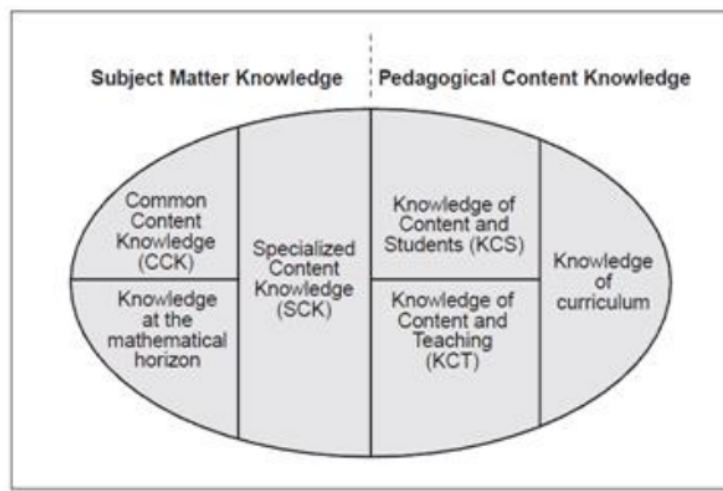 Subject Matter Knowledge
Pedagogical Content Knowledge
Common
Content
Knowledge
(CCK)
Knowledge
at the
mathematical
horizon
Specialized
Content
Knowledge
(SCK)
Knowledge of
Content and
Students (KCS)
Knowledge of
Content and
Teaching
(KCT)
Knowledge
of
curriculum